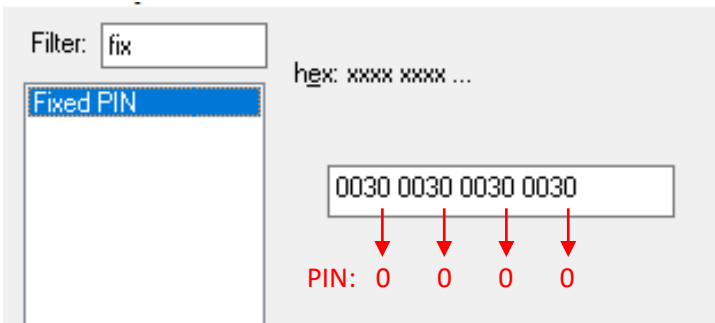 Filter: fix
hex: xxxx xxxx ...
Fixed PIN
0030 0030 0030 0030
PIN: 0 0 0 0